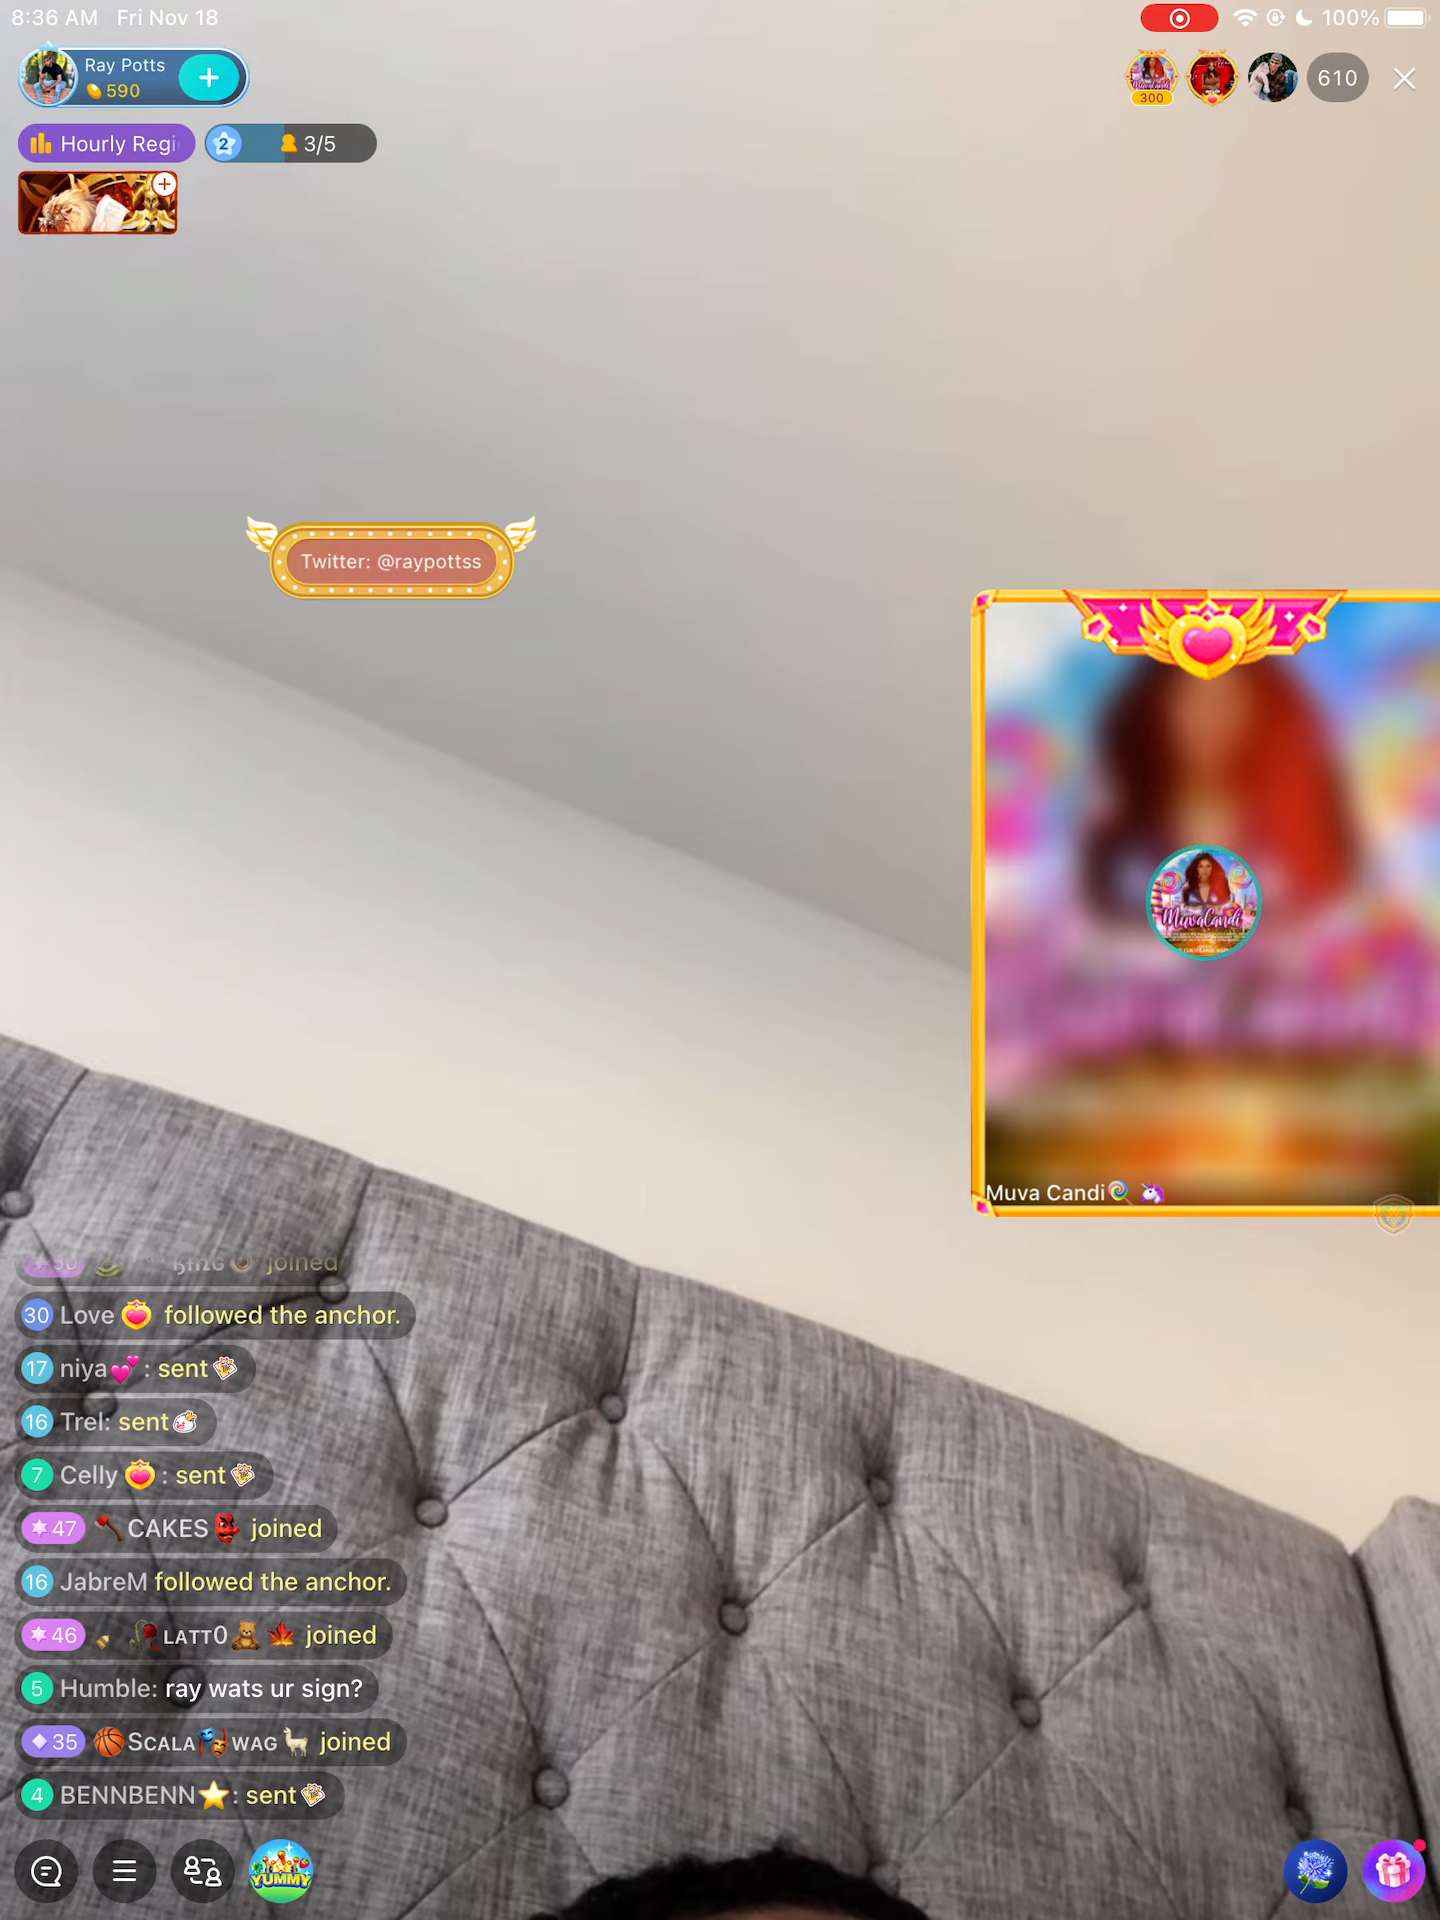 8:36 AM Fri Nov 18
100%
Ray Potts
590
300
610
Hourly Regi
2
3/5
Twitter: @raypottss
MuvaCandi
Muva Candi
joined
30 Love followed the anchor.
17 niya : sent
16 Trel: sent
7 Celly : sent
47 CAKES joined
16 JabreM followed the anchor.
46 LATTO joined
5 Humble: ray wats ur sign?
35 SCALA WAG joined
4 BENNBENN : sent
YUMMY